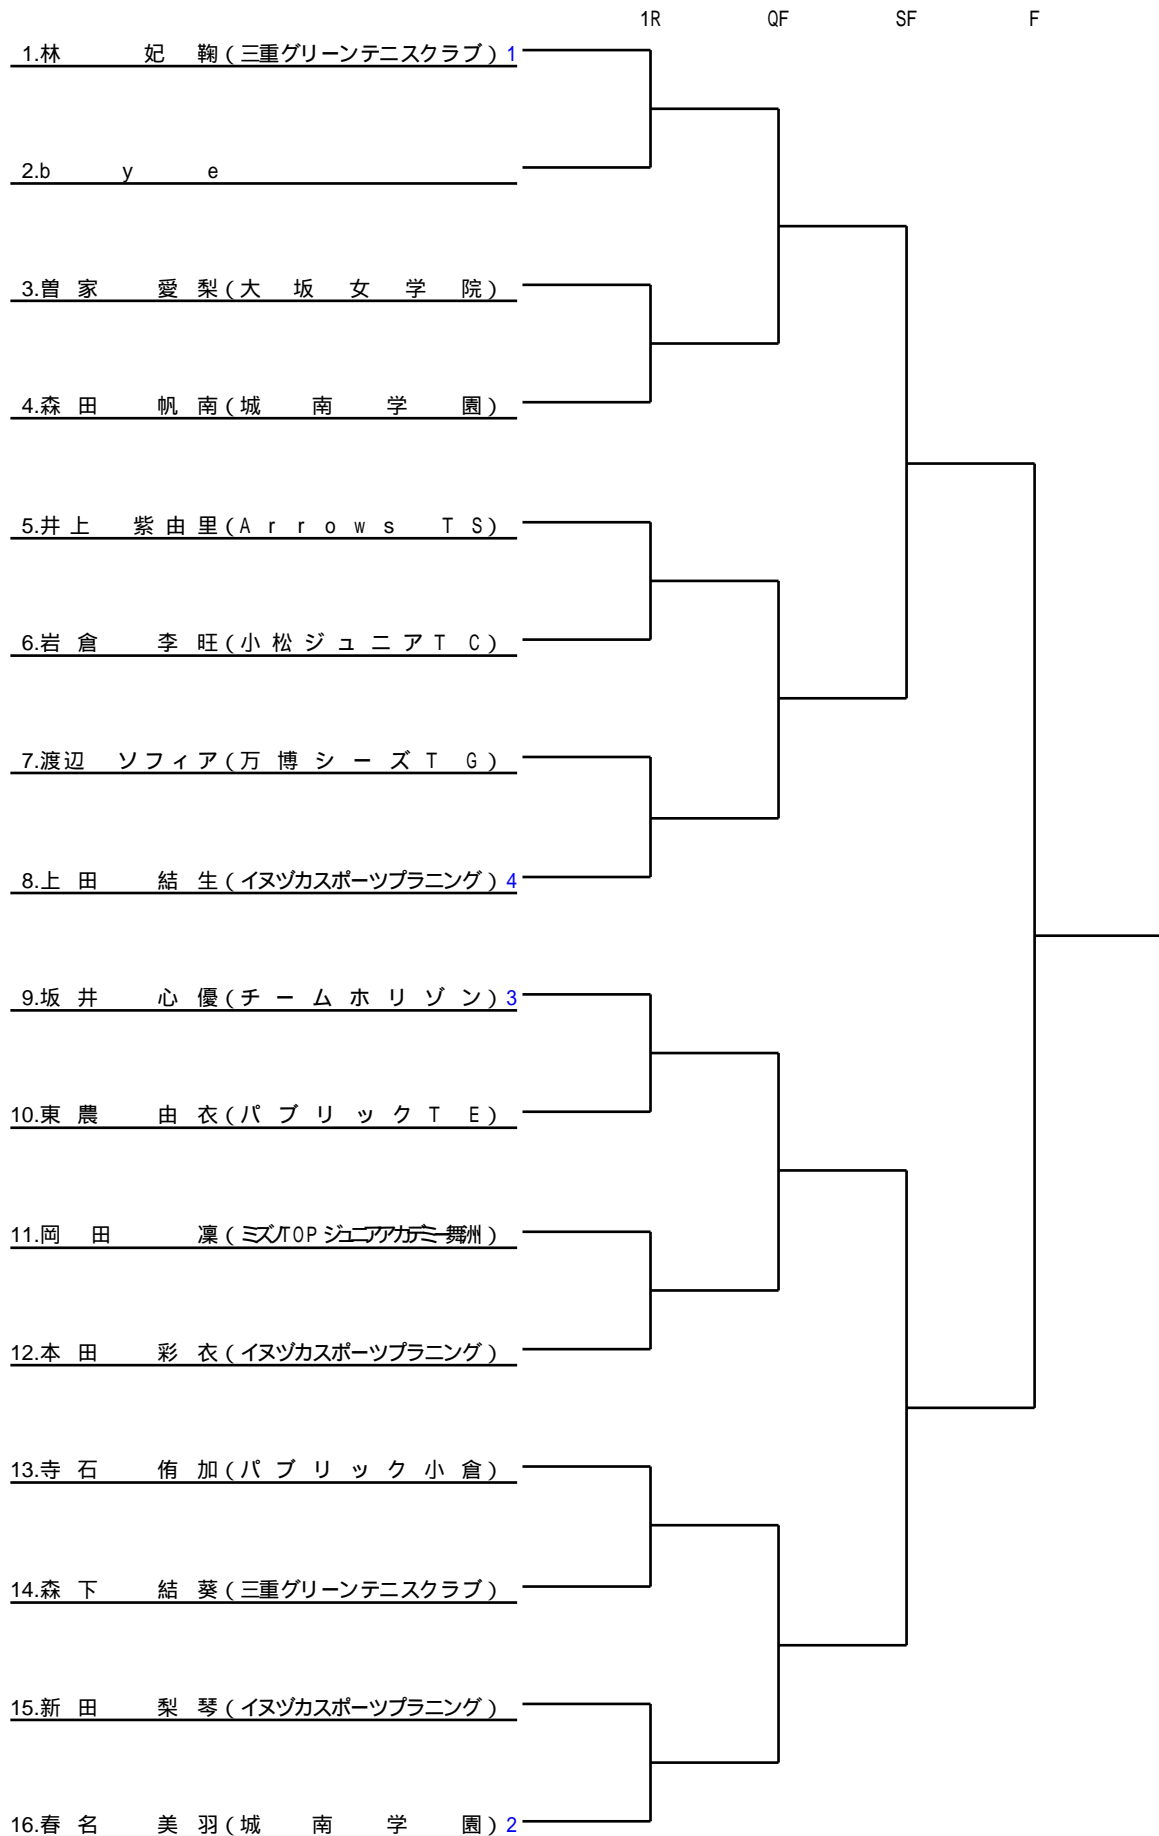 1R QF SF F
1.林 妃 鞠(三重グリーンテニスクラブ) 1
2.b y e
3.曽 家 愛 梨(大 坂 女 学 院)
4.森 田 帆 南(城 南 学 園)
5.井 上 紫 由 里(A r r o w s T S)
6.岩 倉 李 旺(小 松 ジ ュ ニ ア T C)
7.渡辺 ソフィア(万 博 シ ー ズ T G)
8.上 田 結 生(イヌヅカスポーツプラニング) 4
9.坂 井 心 優(チ ー ム ホ リ ゾ ン) 3
10.東 農 由 衣(パ ブ リ ッ ク T E)
11.岡 田 凜(ミズノTOPジュニアアカデミー舞洲)
12.本 田 彩 衣(イヌヅカスポーツプラニング)
13.寺 石 侑 加(パ ブ リ ッ ク 小 倉)
14.森 下 結 葵(三重グリーンテニスクラブ)
15.新 田 梨 琴(イヌヅカスポーツプラニング)
16.春 名 美 羽(城 南 学 園) 2